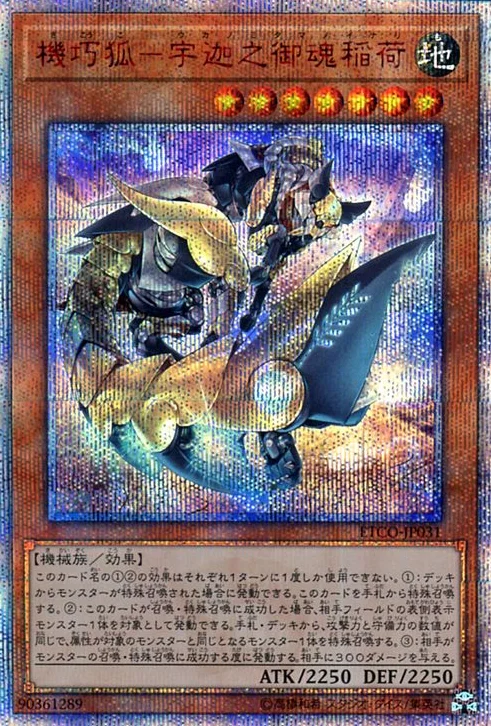 機巧狐－宇迦之御魂稲荷
地
ETCO-JP031
【機械族／効果】
このカード名の①②の効果はそれぞれ1ターンに1度しか使用できない。①：デッキ
からモンスターが特殊召喚された場合に発動できる。このカードを手札から特殊召喚
する。②：このカードが召喚・特殊召喚に成功した場合、相手フィールドの表側表示
モンスター1体を対象として発動できる。手札・デッキから、攻撃力と守備力の数値が
同じで、属性が対象のモンスターと同じとなるモンスター1体を特殊召喚する。③：相手が
モンスターの召喚・特殊召喚に成功する度に発動する。相手に300ダメージを与える。
ATK/2250 DEF/2250
90361289
©高橋和希 スタジオ・ダイス/集英社